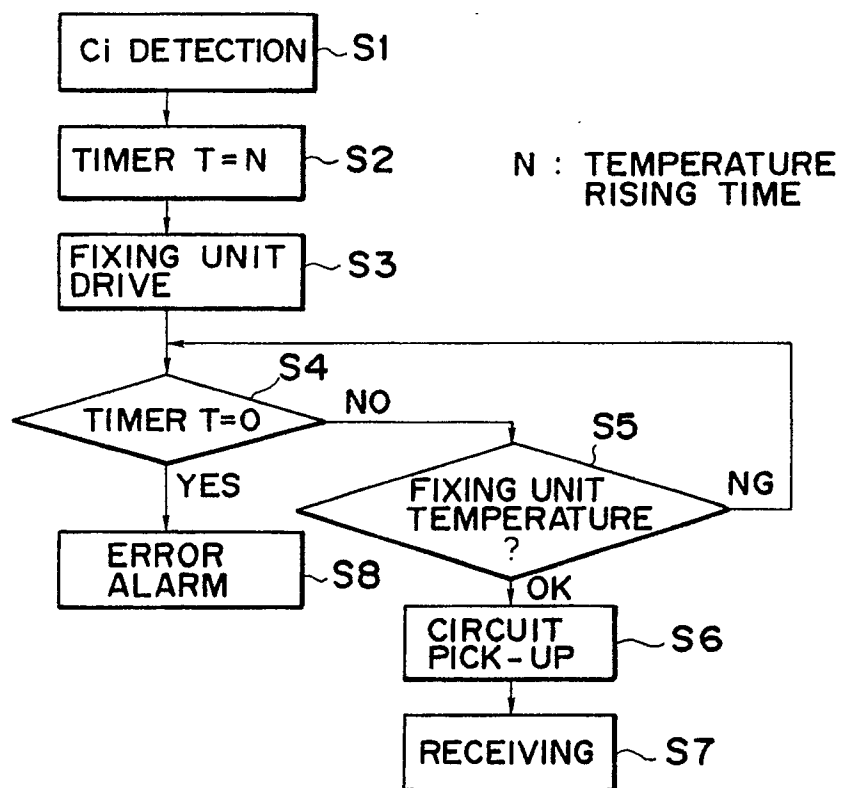 Ci DETECTION
S1
TIMER T=N
S2
N : TEMPERATURE
RISING TIME
FIXING UNIT
DRIVE
S3
S4
TIMER T=0
NO
YES
S5
FIXING UNIT
TEMPERATURE
?
NG
OK
ERROR
ALARM
S8
CIRCUIT
PICK-UP
S6
RECEIVING
S7